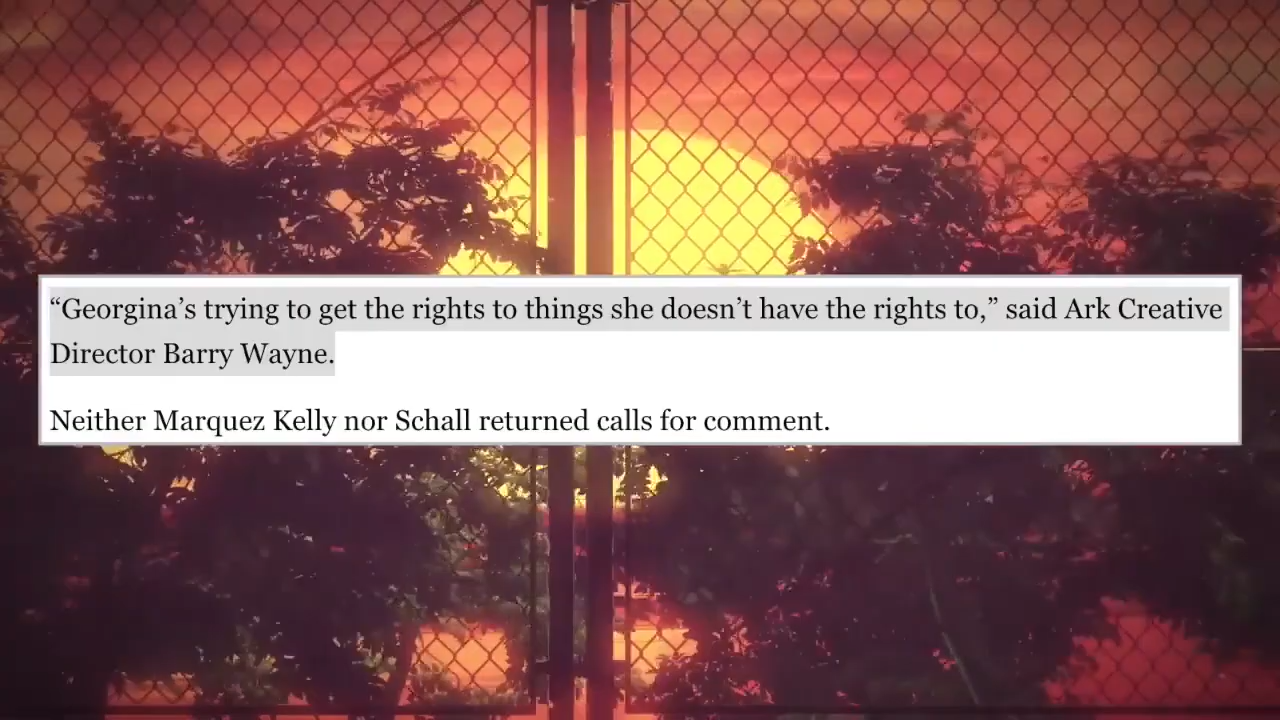 “Georgina’s trying to get the rights to things she doesn’t have the rights to,” said Ark Creative
Director Barry Wayne.
Neither Marquez Kelly nor Schall returned calls for comment.